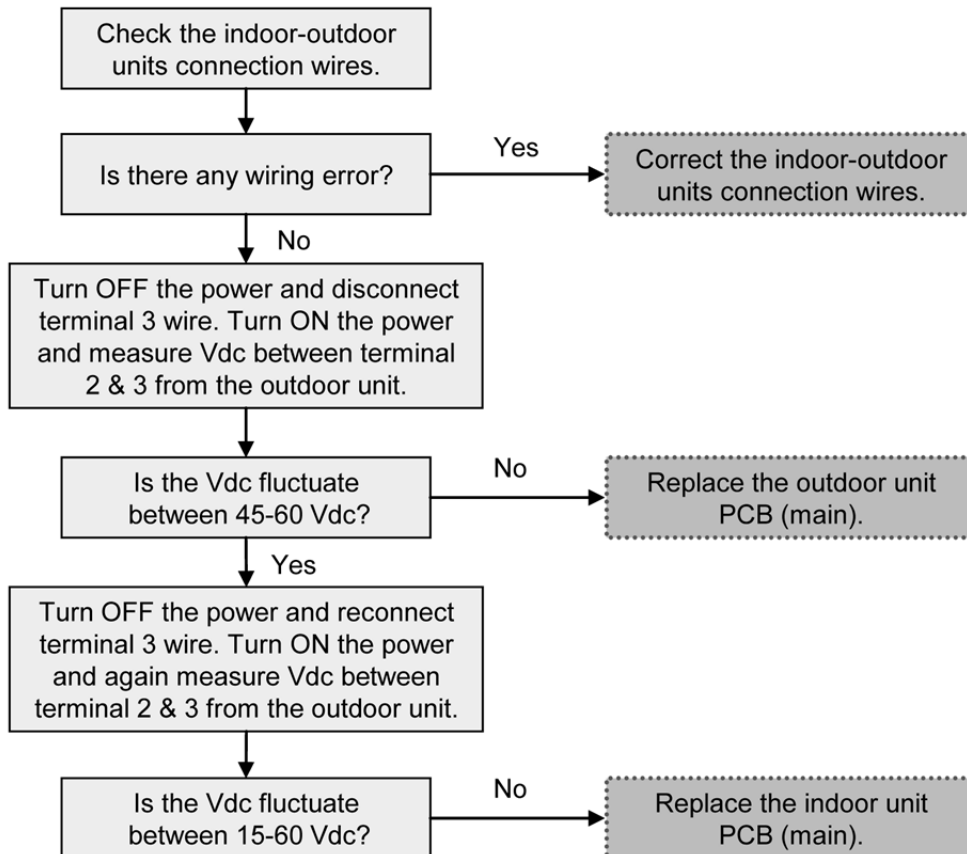 Check the indoor-outdoor
units connection wires.
Is there any wiring error?
Yes
Correct the indoor-outdoor
units connection wires.
No
Turn OFF the power and disconnect
terminal 3 wire. Turn ON the power
and measure Vdc between terminal
2 & 3 from the outdoor unit.
Is the Vdc fluctuate
between 45-60 Vdc?
No
Replace the outdoor unit
PCB (main).
Yes
Turn OFF the power and reconnect
terminal 3 wire. Turn ON the power
and again measure Vdc between
terminal 2 & 3 from the outdoor unit.
Is the Vdc fluctuate
between 15-60 Vdc?
No
Replace the indoor unit
PCB (main).